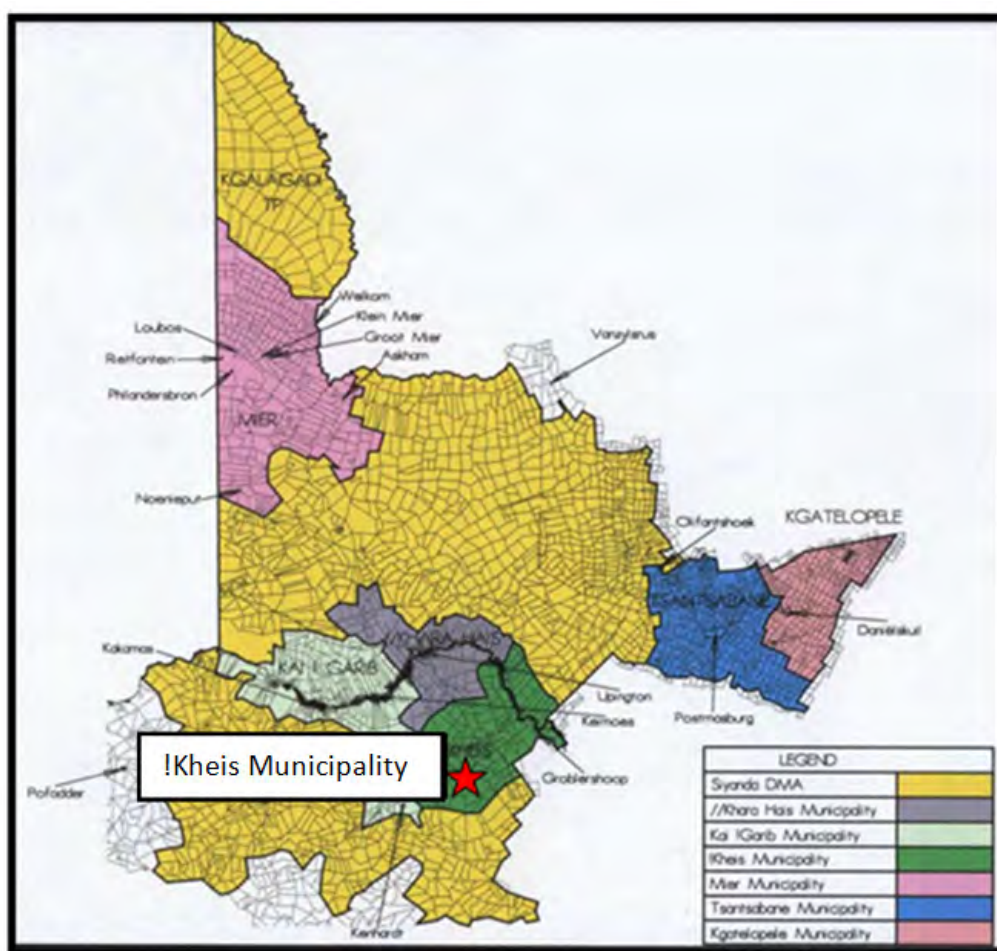 KGALAGADI
TP
Welkom
Klein Mier
Groot Mier
Askham
Loubos
Rietfontein
Philandersbron
MIER
Noenieput
Vanzylsrus
Olifantshoek
KGATELOPELE
TSANTSABANE
Daniëlskuil
Postmasburg
Kakamas
KAI ! GARIB
//KHARA HAIS
Upington
Keimoes
Groblershoop
!Kheis Municipality
Pofadder
Kenhardt
LEGEND
Siyanda DMA
//Khara Hais Municipality
Kai !Garib Municipality
!Kheis Municipality
Mier Municipality
Tsantsabane Municipality
Kgatelopele Municipality